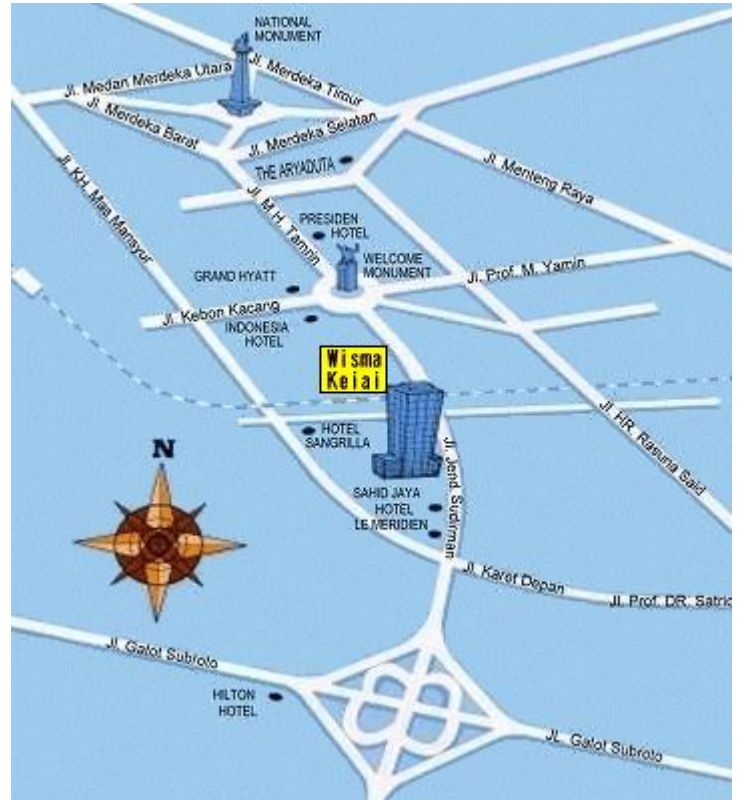 NATIONAL
MONUMENT
Jl. Medan Merdeka Utara
Jl. Merdeka Timur
Jl. Merdeka Barat
Jl. Merdeka Selatan
THE ARYADUTA
Jl. Menteng Raya
Jl. KH. Mas Mansyur
Jl. M.H. Tamrin
PRESIDEN
HOTEL
WELCOME
MONUMENT
GRAND HYATT
Jl. Prof. M. Yamin
Jl. Kebon Kacang
INDONESIA
HOTEL
Wisma
Keiai
HOTEL
SANGRILLA
Jl. HR. Rasuna Said
Jl. Jend. Sudirman
N
SAHID JAYA
HOTEL
LE MERIDIEN
Jl. Karet Depan
Jl. Prof. DR. Satrio
Jl. Gatot Subroto
HILTON
HOTEL
JL. Gatot Subroto